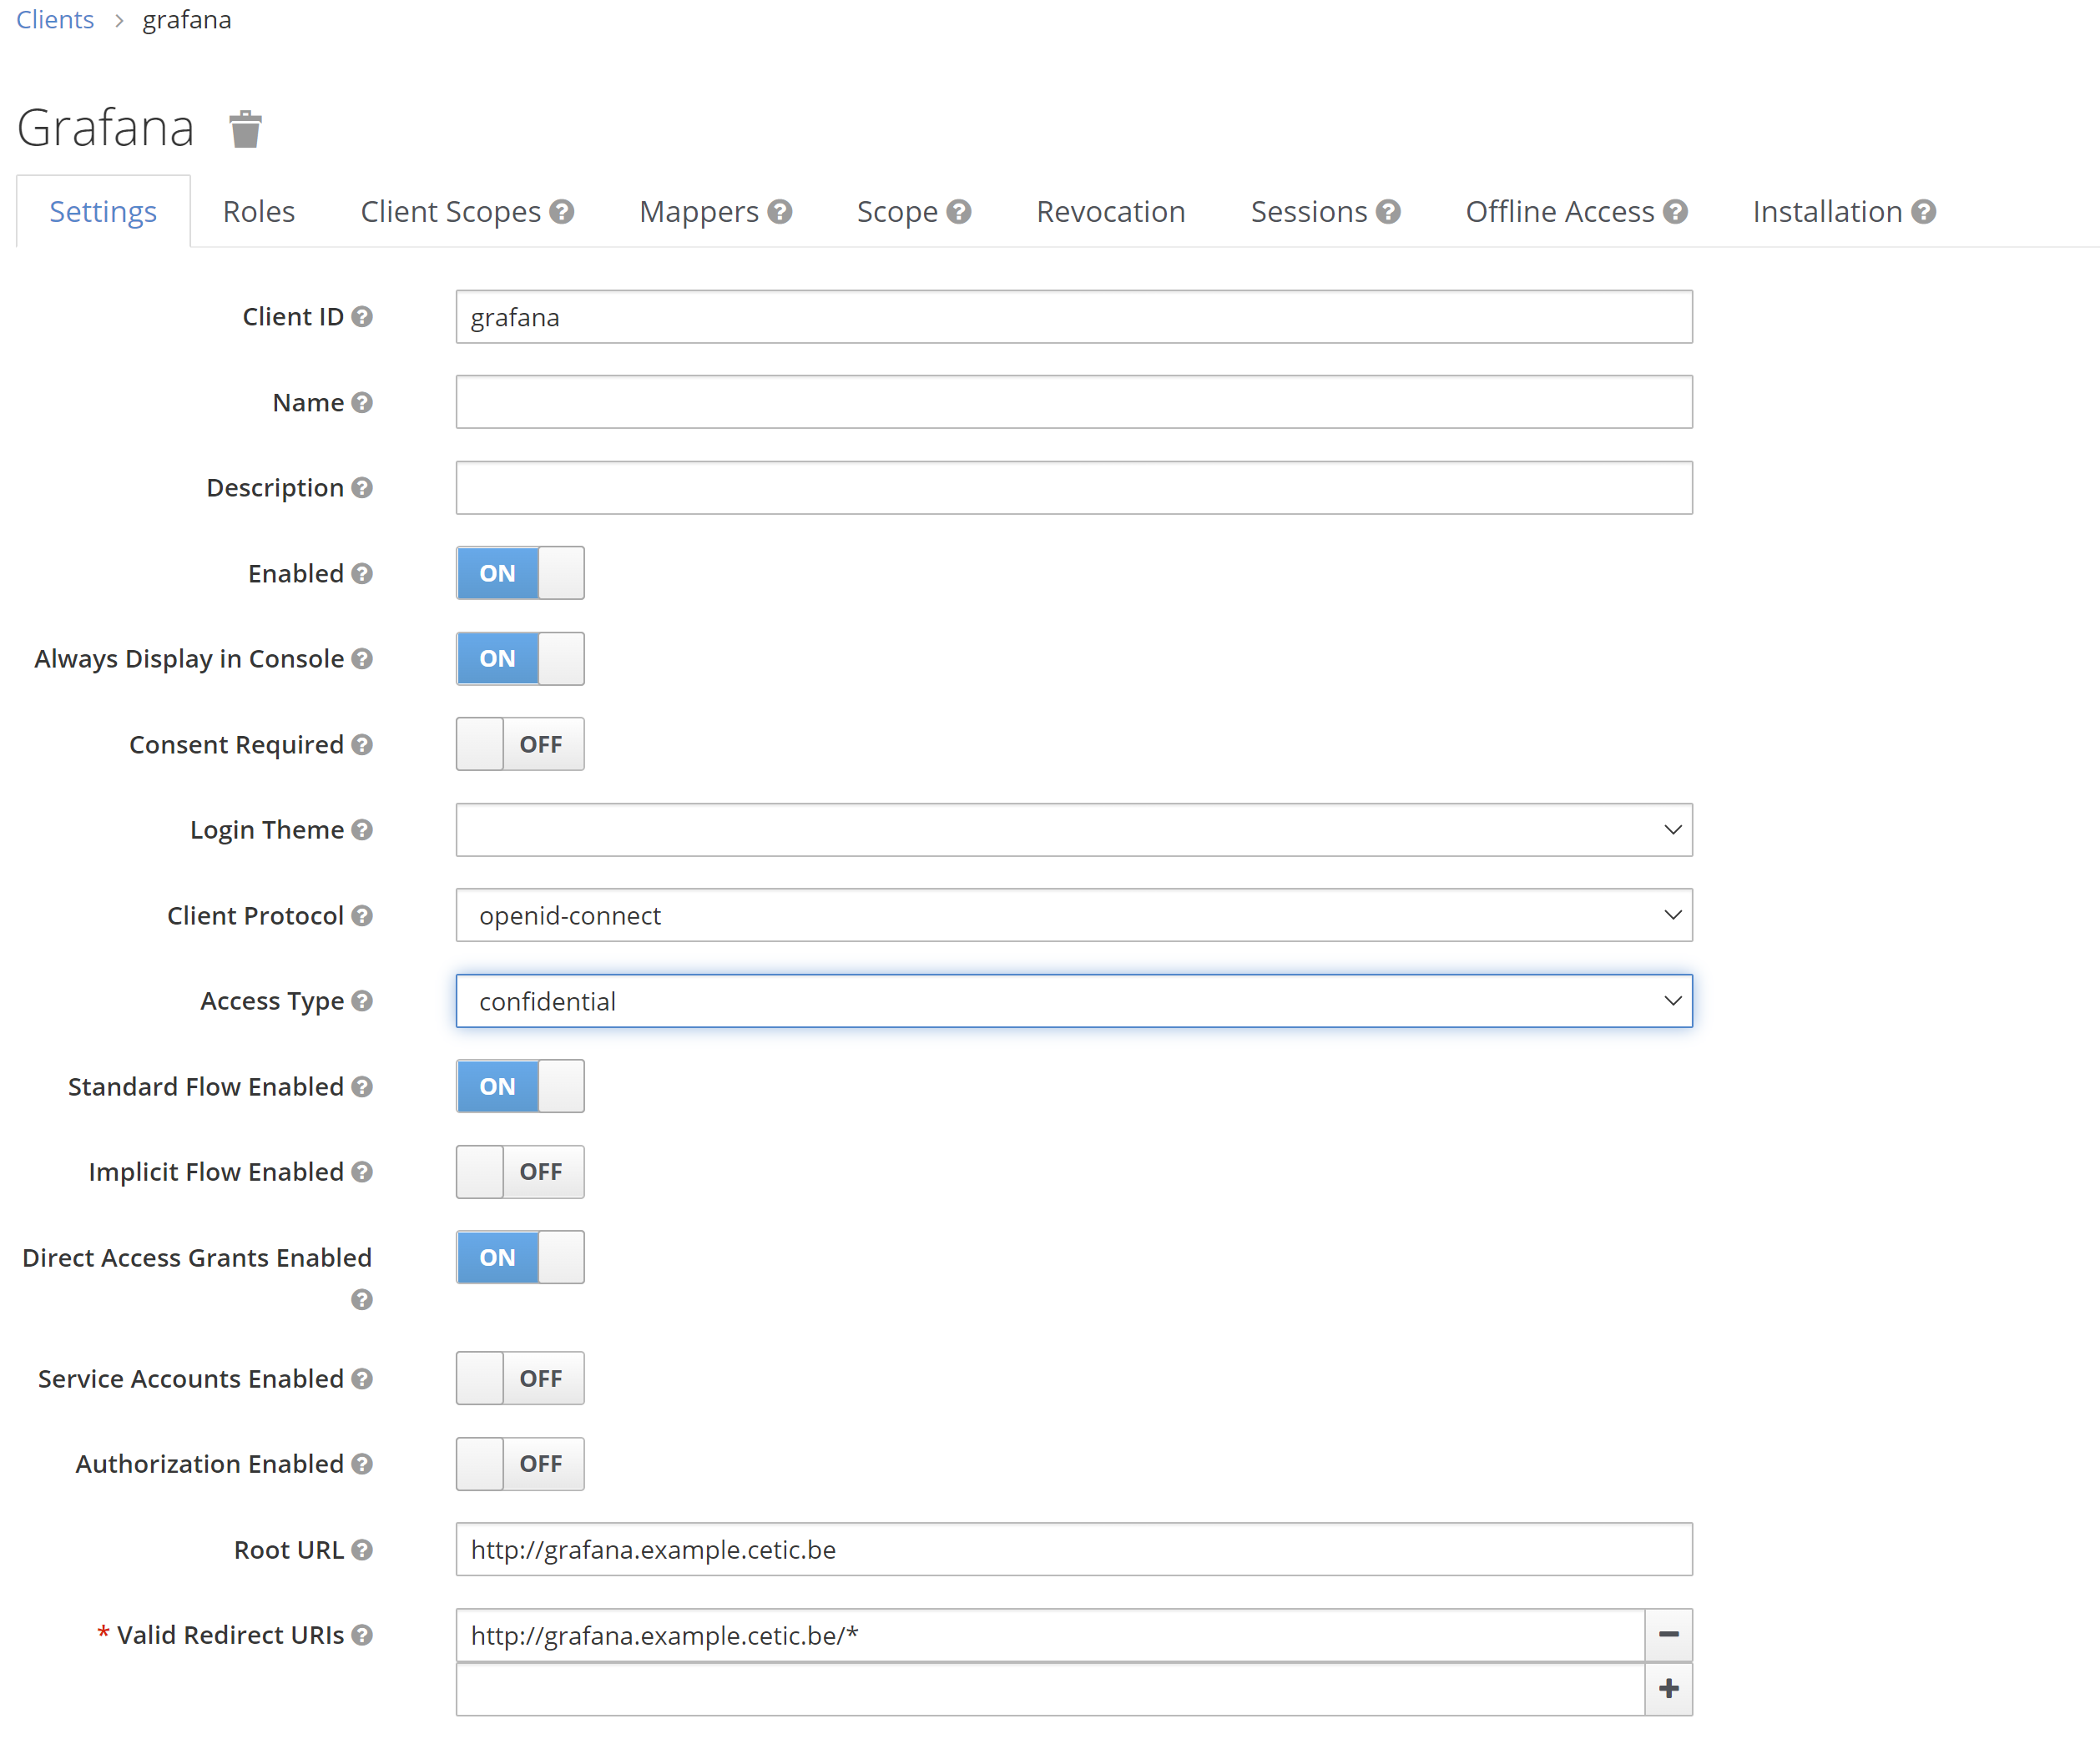 Clients > grafana
Grafana
Settings Roles Client Scopes Mappers Scope Revocation Sessions Offline Access Installation
Client ID grafana
Name
Description
Enabled ON
Always Display in Console ON
Consent Required OFF
Login Theme
Client Protocol openid-connect
Access Type confidential
Standard Flow Enabled ON
Implicit Flow Enabled OFF
Direct Access Grants Enabled ON
Service Accounts Enabled OFF
Authorization Enabled OFF
Root URL http://grafana.example.cetic.be
* Valid Redirect URIs http://grafana.example.cetic.be/*